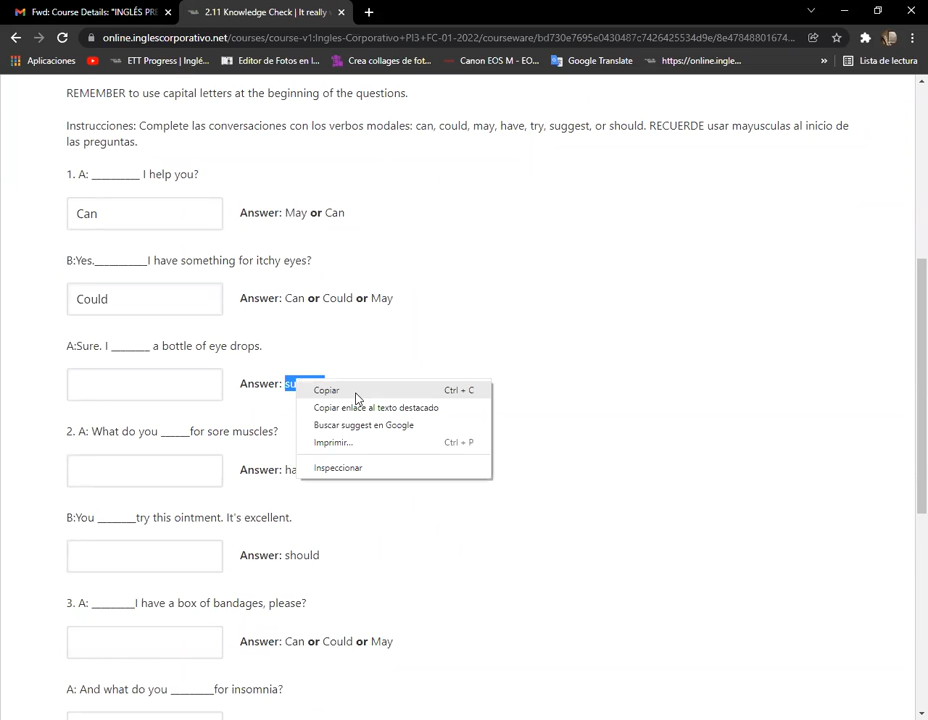 Fwd: Course Details: "INGLÉS PRE
2.11 Knowledge Check | It really
online.inglescorporativo.net/courses/course-v1:Ingles-Corporativo+PI3+FC-01-2022/courseware/bd730e7695e0430487c7426425534d9e/8e47848801674...
Aplicaciones
ETT Progress | Inglé...
Editor de Fotos en l...
Crea collages de fot...
Canon EOS M - EO...
Google Translate
https://online.ingle...
»
Lista de lectura
REMEMBER to use capital letters at the beginning of the questions.
Instrucciones: Complete las conversaciones con los verbos modales: can, could, may, have, try, suggest, or should. RECUERDE usar mayusculas al inicio de
las preguntas.
1. A: __________ I help you?
Can
Answer: May or Can
B:Yes.___________I have something for itchy eyes?
Could
Answer: Can or Could or May
A:Sure. I ________ a bottle of eye drops.
Answer: su
Copiar Ctrl + C
Copiar enlace al texto destacado
Buscar suggest en Google
Imprimir... Ctrl + P
Inspeccionar
2. A: What do you ______for sore muscles?
Answer: ha
B:You ________try this ointment. It's excellent.
Answer: should
3. A: _________I have a box of bandages, please?
Answer: Can or Could or May
A: And what do you _________for insomnia?